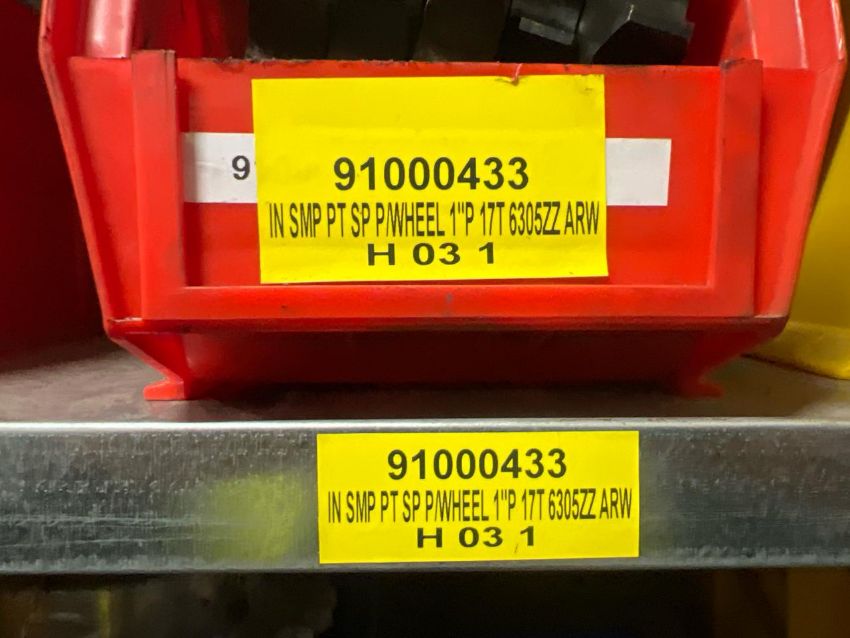 91
91000433
IN SMP PT SP P/WHEEL 1"P 17T 6305ZZ ARW
H 03 1
91000433
IN SMP PT SP P/WHEEL 1"P 17T 6305ZZ ARW
H 03 1